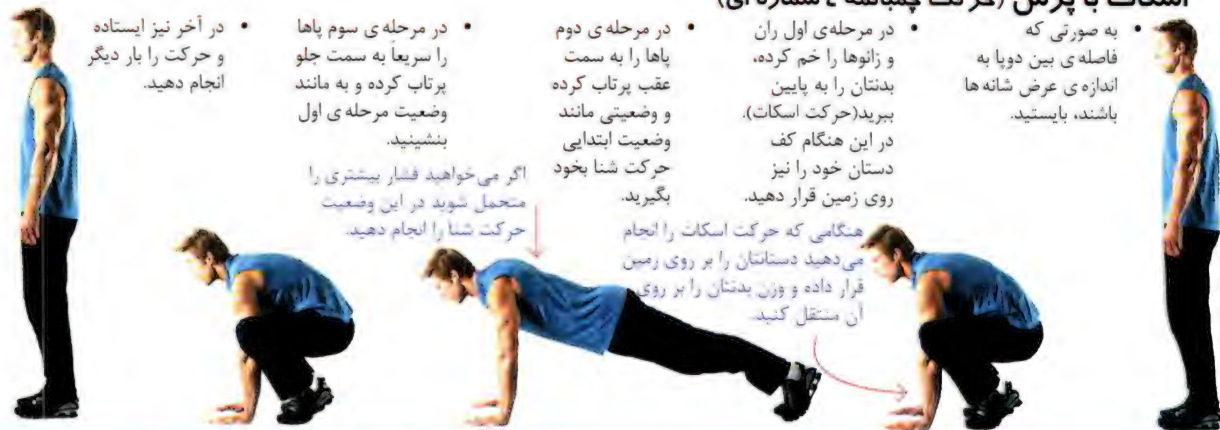 اسکات با پرش (حرکت چمباتمه ۴ شماره ای)
• به صورتی که
فاصله ی بین دوپا به
اندازه ی عرض شانه ها
باشند، بایستید.
• در مرحله ی اول ران
و زانوها را خم کرده،
بدنتان را به پایین
ببرید(حرکت اسکات).
در این هنگام کف
دستان خود را نیز
روی زمین قرار دهید.
• در مرحله ی دوم
پاها را به سمت
عقب پرتاب کرده
و وضعیتی مانند
وضعیت ابتدایی
حرکت شنا بخود
بگیرید.
• در مرحله ی سوم پاها
را سریعاً به سمت جلو
پرتاب کرده و به مانند
وضعیت مرحله ی اول
بنشینید.
• در آخر نیز ایستاده
و حرکت را بار دیگر
انجام دهید.
اگر می‌خواهید فشار بیشتری را
متحمل شوید در این وضعیت
حرکت شنا را انجام دهید.
هنگامی که حرکت اسکات را انجام
می‌دهید دستانتان را بر روی زمین
قرار داده و وزن بدنتان را بر روی
آن منتقل کنید.